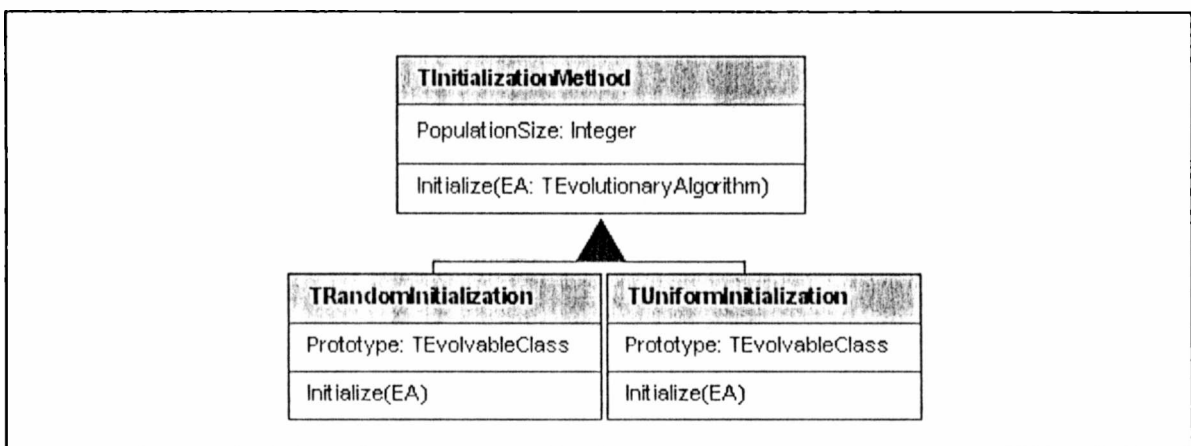 TInitializationMethod
PopulationSize: Integer
Initialize(EA: TEvolutionaryAlgorithm)
TRandomInitialization
Prototype: TEvolvableClass
Initialize(EA)
TUniformInitialization
Prototype: TEvolvableClass
Initialize(EA)